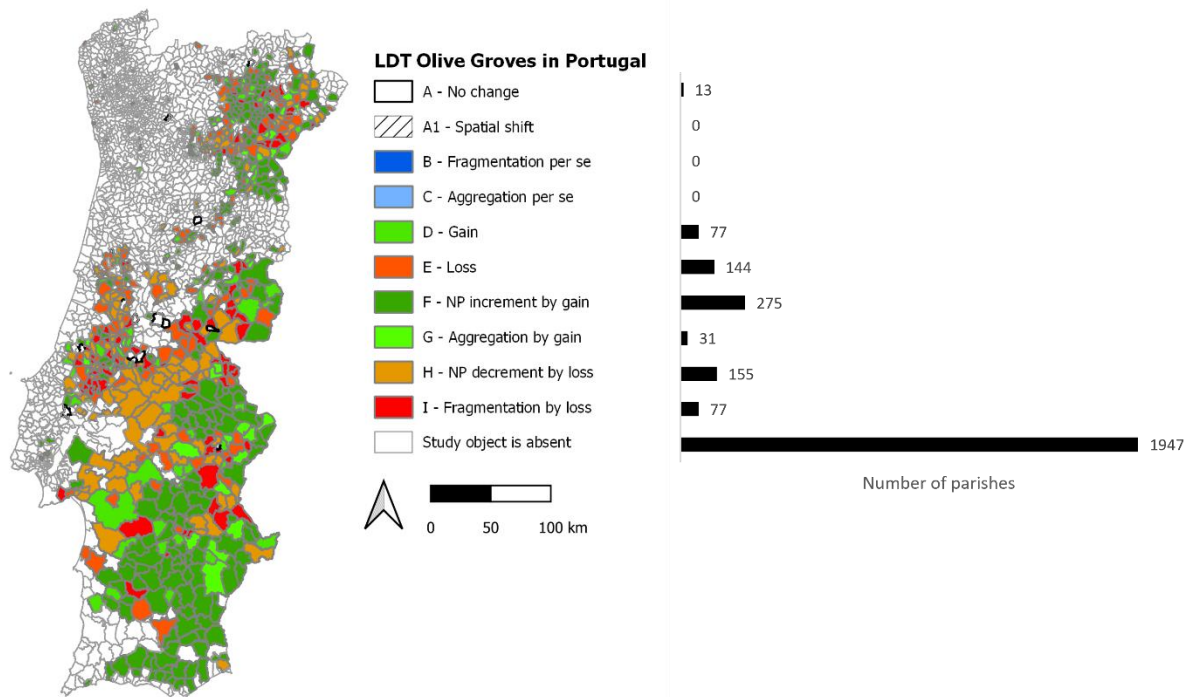 LDT Olive Groves in Portugal
A - No change
13
A1 - Spatial shift
0
B - Fragmentation per se
0
C - Aggregation per se
0
D - Gain
77
E - Loss
144
F - NP increment by gain
275
G - Aggregation by gain
31
H - NP decrement by loss
155
I - Fragmentation by loss
77
Study object is absent
1947
Number of parishes
0 50 100 km